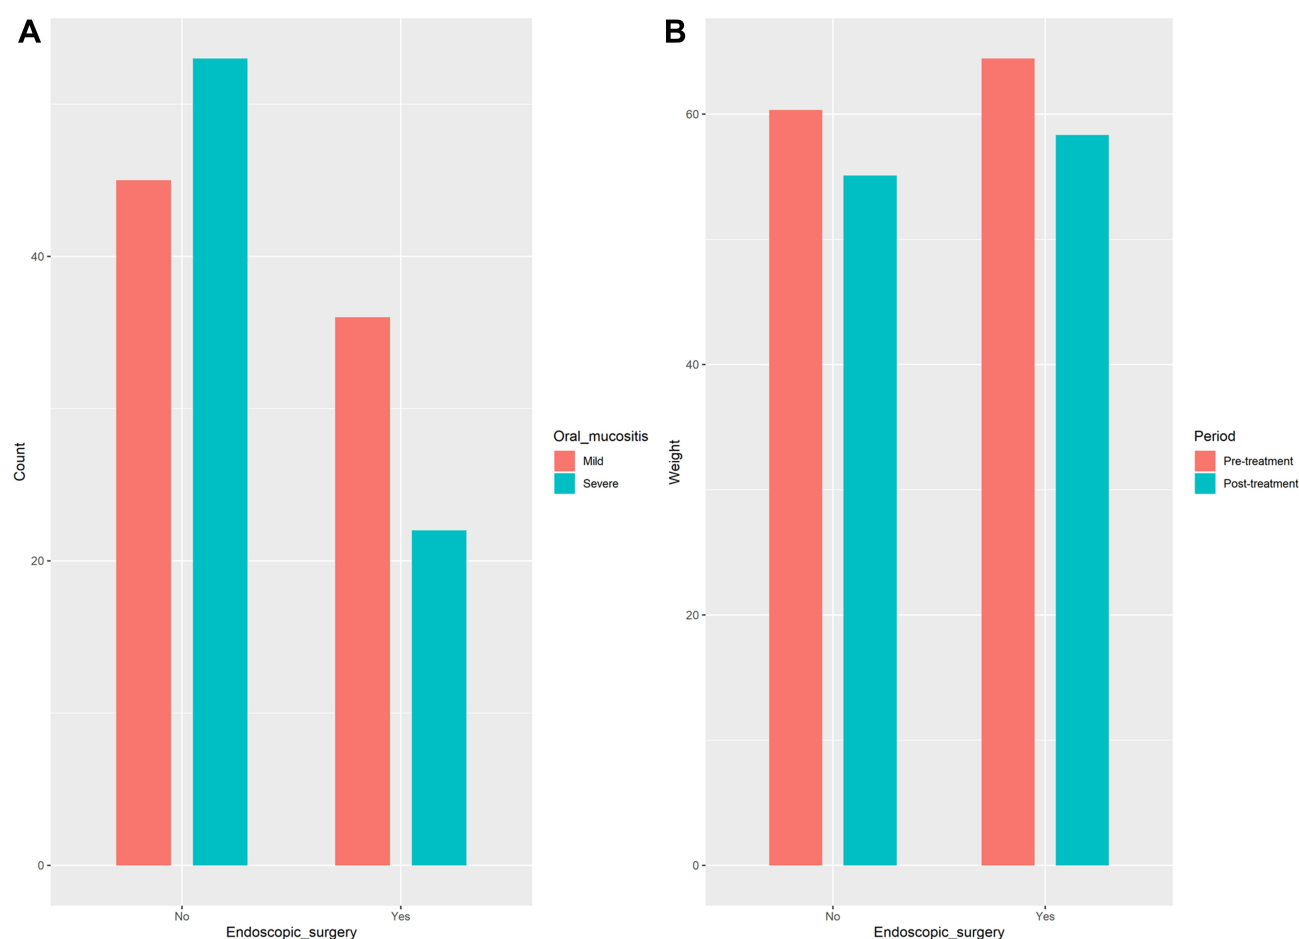 A
Count
40
20
0
No
Yes
Endoscopic_surgery
Oral_mucositis
Mild
Severe
B
Weight
60
40
20
0
No
Yes
Endoscopic_surgery
Period
Pre-treatment
Post-treatment